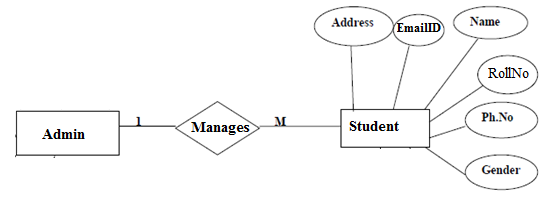 Address
EmailID
Name
RollNo
Admin
1
Manages
M
Student
Ph.No
Gender